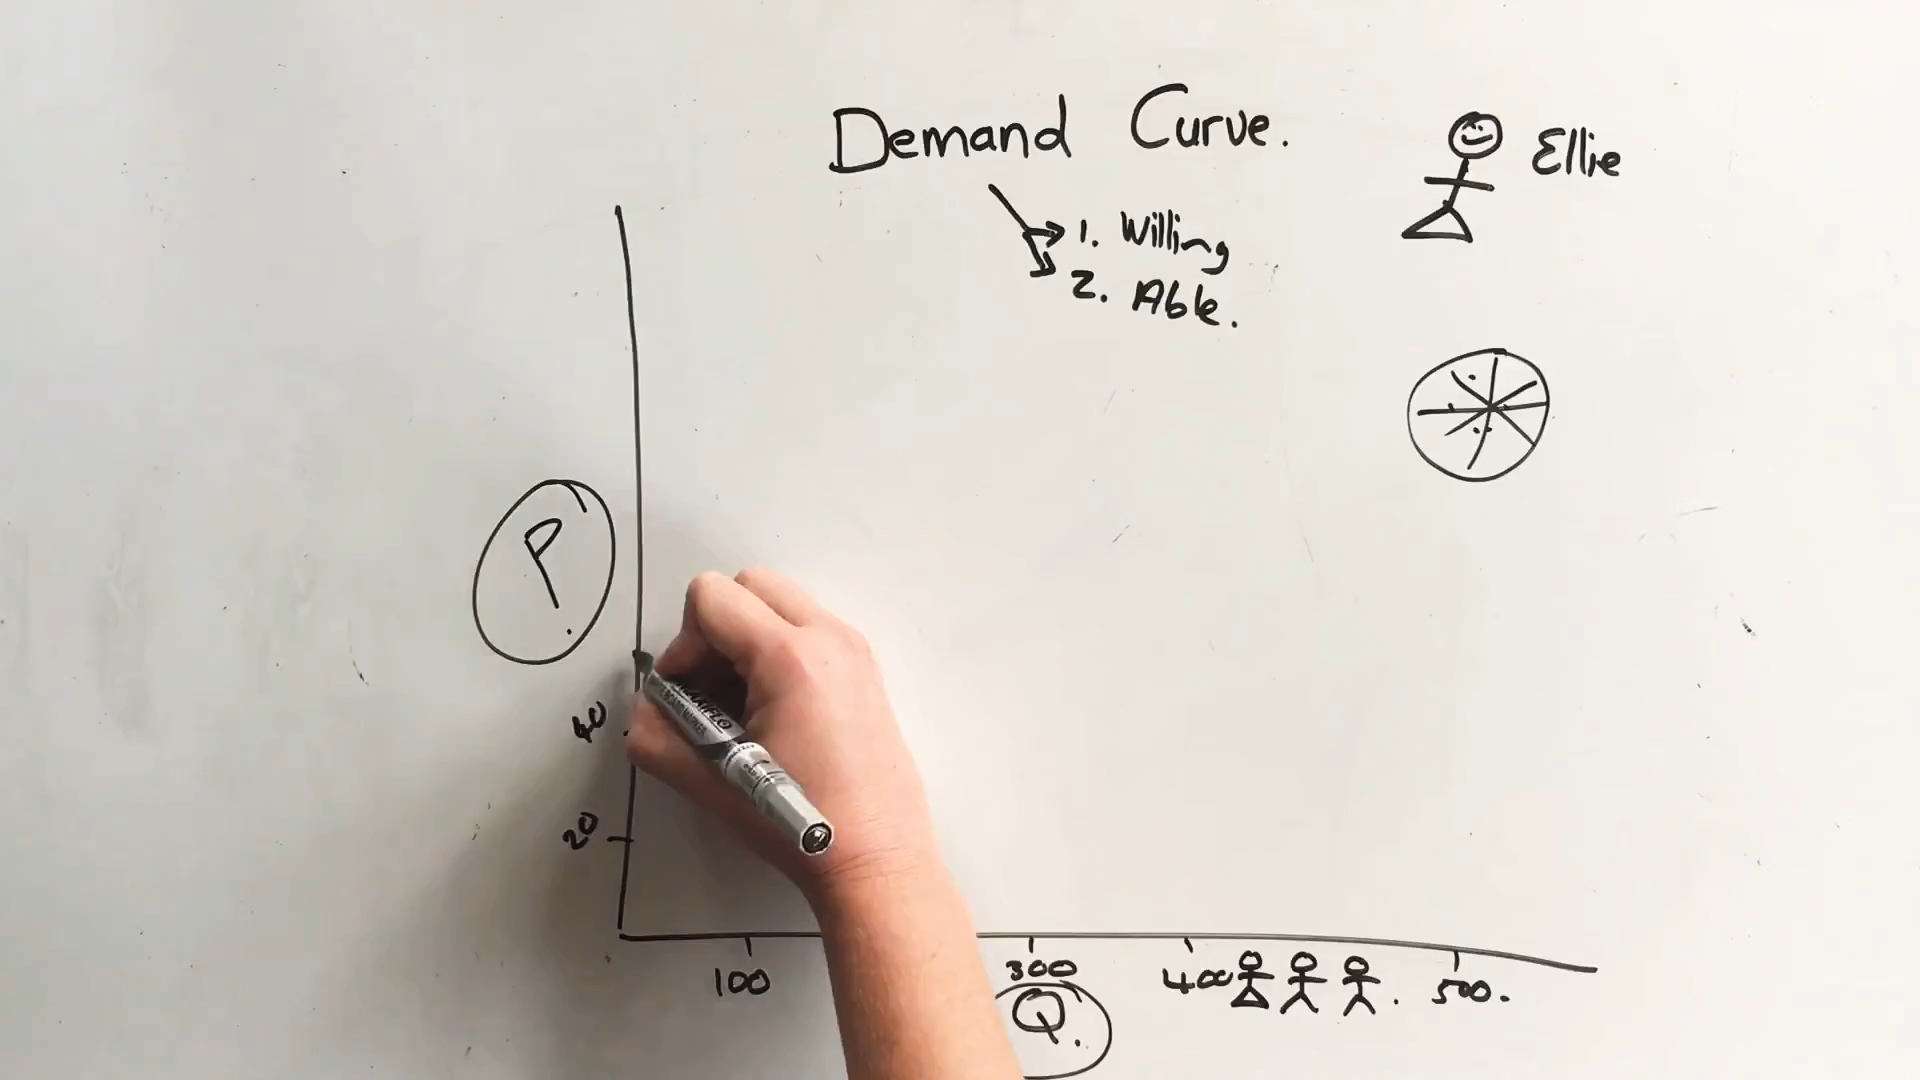 Demand Curve.
Ellie
1. Willing
2. Able.
P.
40
20
100
300
400
500.
Q.